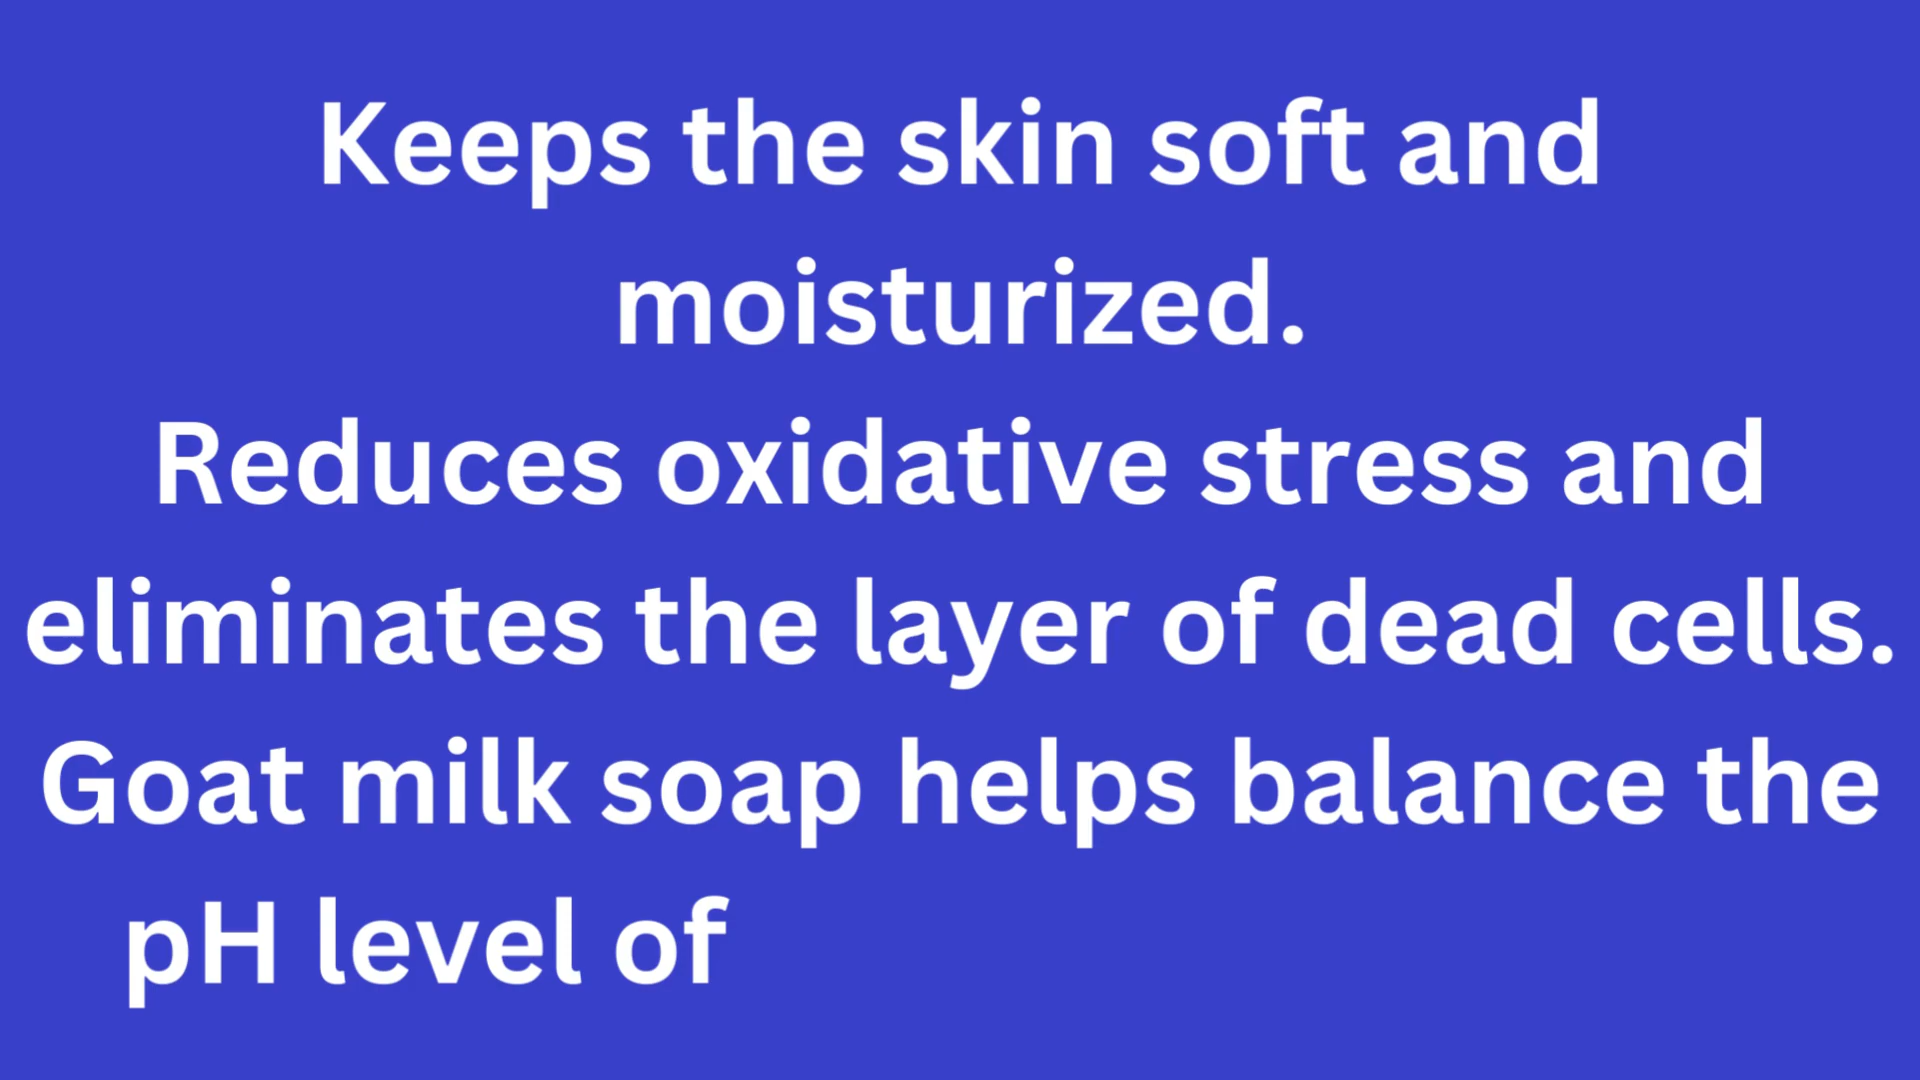 Keeps the skin soft and
moisturized.
Reduces oxidative stress and
eliminates the layer of dead cells.
Goat milk soap helps balance the
pH level of